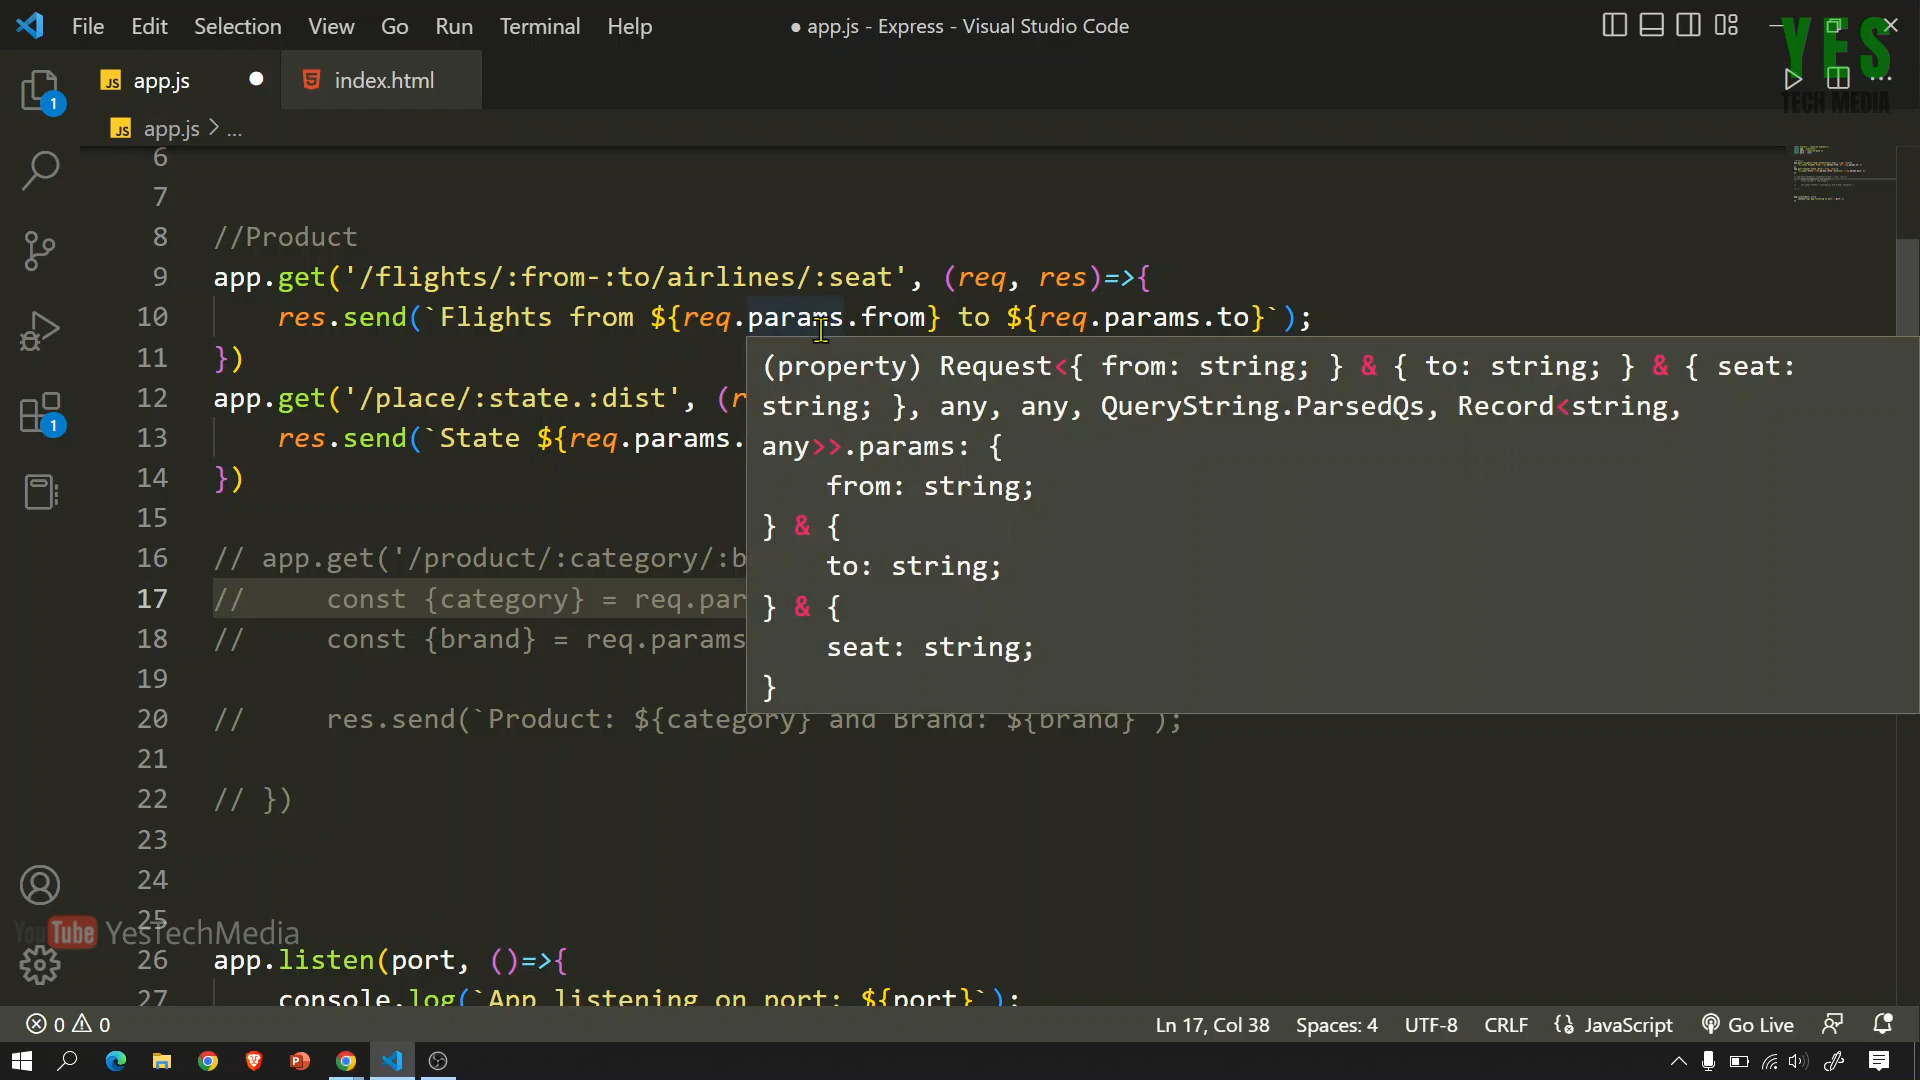 File Edit Selection View Go Run Terminal Help ● app.js - Express - Visual Studio Code
YES
TECH MEDIA
JS app.js ● index.html
JS app.js > ...
6
7
8 //Product
9 app.get('/flights/:from-:to/airlines/:seat', (req, res)=>{
10 res.send(`Flights from ${req.params.from} to ${req.params.to}`);
11 })
12 app.get('/place/:state.:dist', (r
13 res.send(`State ${req.params.
14 })
15
16 // app.get('/product/:category/:b
17 // const {category} = req.par
18 // const {brand} = req.params
19
20 // res.send(`Product: ${category} and Brand: ${brand}`);
21
22 // })
23
24
25
26 app.listen(port, ()=>{
27 console.log(`App listening on port: ${port}`);
(property) Request<{ from: string; } & { to: string; } & { seat:
string; }, any, any, QueryString.ParsedQs, Record<string,
any>>.params: {
from: string;
} & {
to: string;
} & {
seat: string;
}
1
1
YouTube YesTechMedia
0 0 Ln 17, Col 38 Spaces: 4 UTF-8 CRLF {} JavaScript Go Live